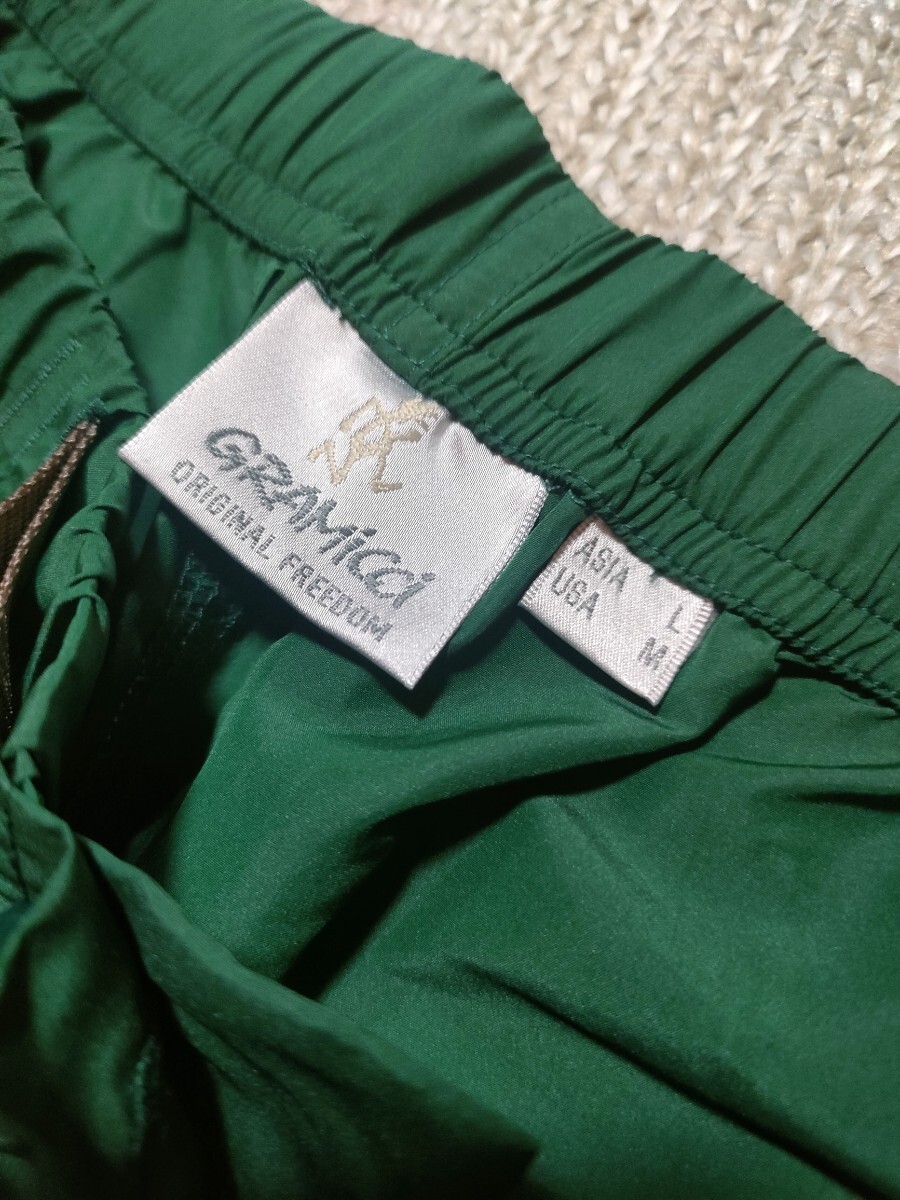 GRAMiCCi
ORIGINAL FREEDOM
ASIA L
USA M